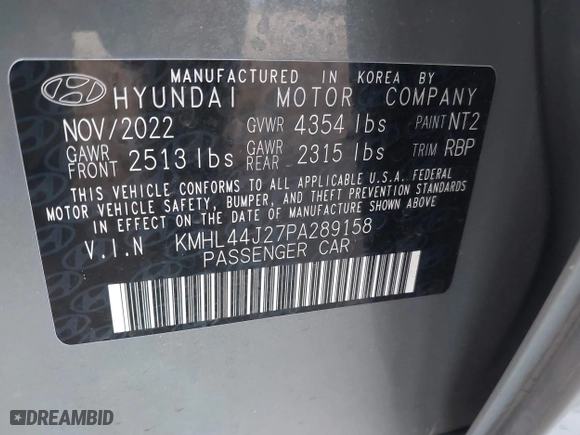 MANUFACTURED IN KOREA BY
HYUNDAI MOTOR COMPANY
NOV/2022 GVWR 4354 lbs PAINT NT2
GAWR FRONT 2513 lbs GAWR REAR 2315 lbs TRIM RBP
THIS VEHICLE CONFORMS TO ALL APPLICABLE U.S.A. FEDERAL
MOTOR VEHICLE SAFETY, BUMPER, AND THEFT PREVENTION STANDARDS
IN EFFECT ON THE DATE OF MANUFACTURE SHOWN ABOVE.
V.I.N KMHL44J27PA289158
PASSENGER CAR
DREAMBID